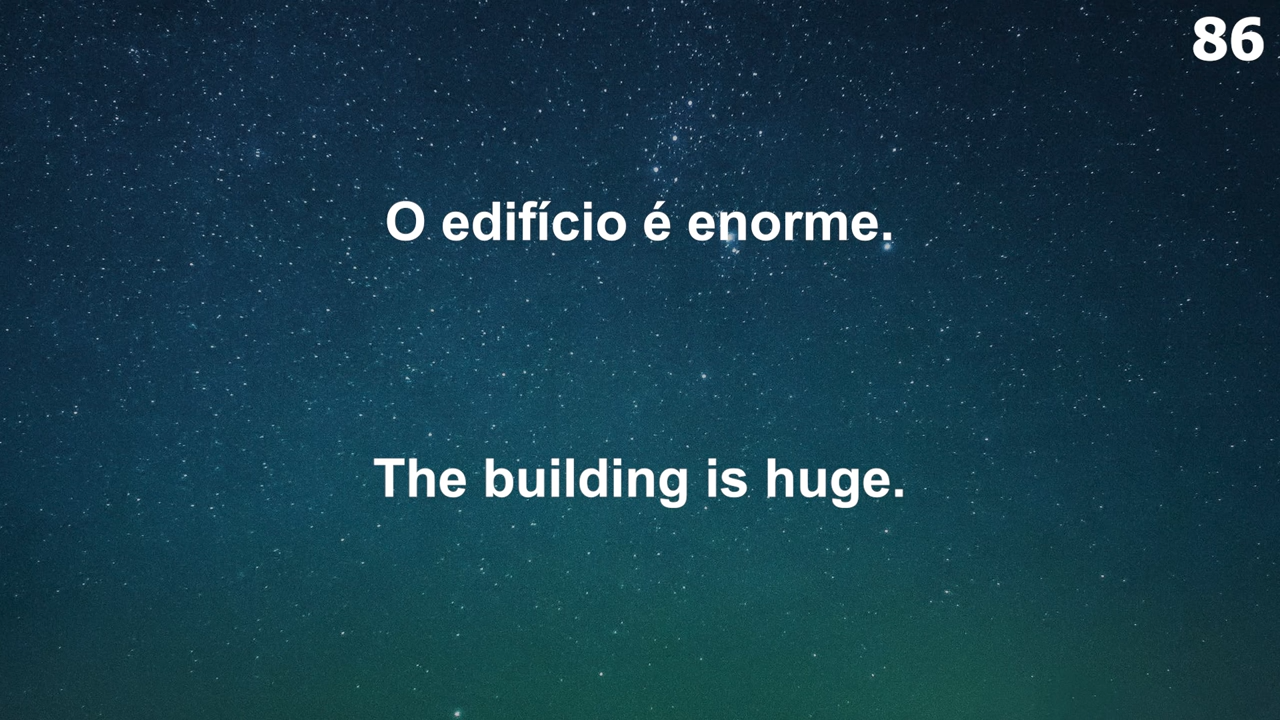 86
O edifício é enorme.
The building is huge.